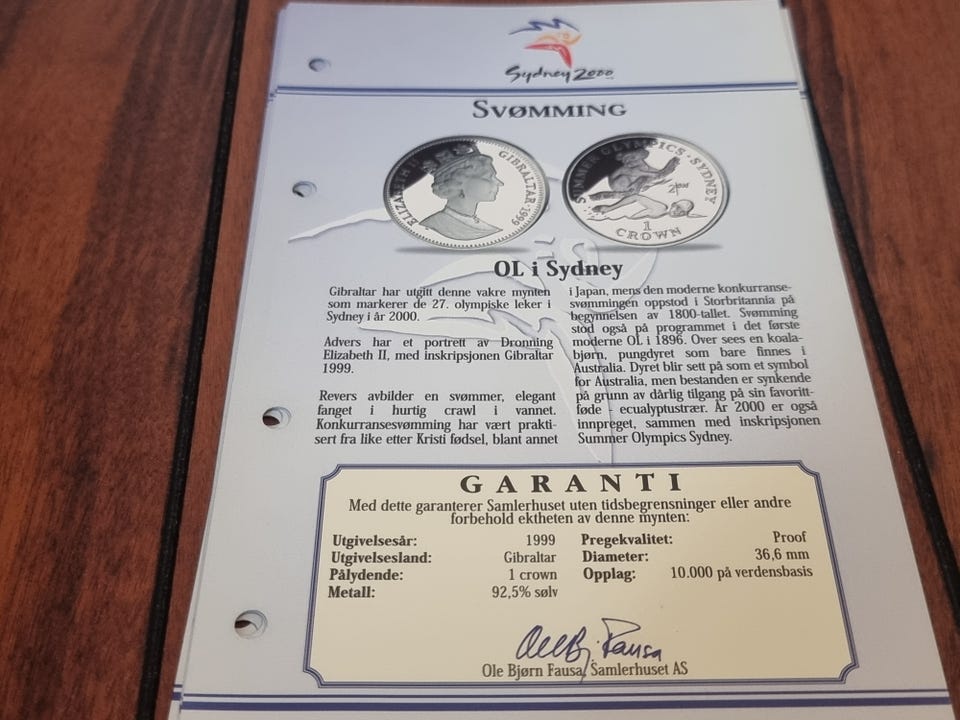 Sydney 2000
SVØMMING
ELIZABETH II GIBRALTAR·1999
SUMMER OLYMPICS·SYDNEY
2000
1
CROWN
OL i Sydney
Gibraltar har utgitt denne vakre mynten
som markerer de 27. olympiske leker i
Sydney i år 2000.
Advers har et portrett av Dronning
Elizabeth II, med inskripsjonen Gibraltar
1999.
Revers avbilder en svømmer, elegant
fanget i hurtig crawl i vannet.
Konkurransesvømming har vært prakti-
sert fra like etter Kristi fødsel, blant annet
i Japan, mens den moderne konkurranse-
svømmingen oppstod i Storbritannia på
begynnelsen av 1800-tallet. Svømming
stod også på programmet i det første
moderne OL i 1896. Over sees en koala-
bjørn, pungdyret som bare finnes i
Australia. Dyret blir sett på som et symbol
for Australia, men bestanden er synkende
på grunn av dårlig tilgang på sin favoritt-
føde ecualyptustrær. År 2000 er også
innpreget, sammen med inskripsjonen
Summer Olympics Sydney.
GARANTI
Med dette garanterer Samlerhuset uten tidsbegrensninger eller andre
forbehold ektheten av denne mynten:
Utgivelsesår: 1999
Utgivelsesland: Gibraltar
Pålydende: 1 crown
Metall: 92,5% sølv
Pregekvalitet: Proof
Diameter: 36,6 mm
Opplag: 10.000 på verdensbasis
Ole Bj. Fausa
Ole Bjørn Fausa, Samlerhuset AS